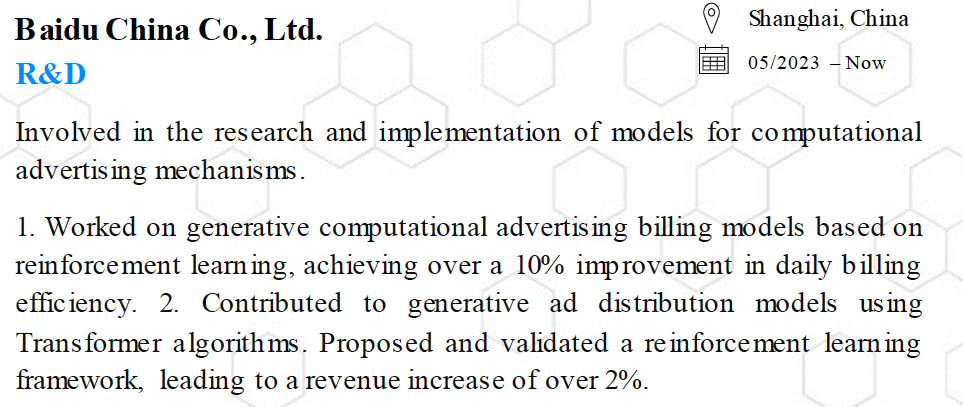 Baidu China Co., Ltd.
Shanghai, China
R&D
05/2023 – Now
Involved in the research and implementation of models for computational
advertising mechanisms.
1. Worked on generative computational advertising billing models based on
reinforcement learning, achieving over a 10% improvement in daily billing
efficiency. 2. Contributed to generative ad distribution models using
Transformer algorithms. Proposed and validated a reinforcement learning
framework, leading to a revenue increase of over 2%.